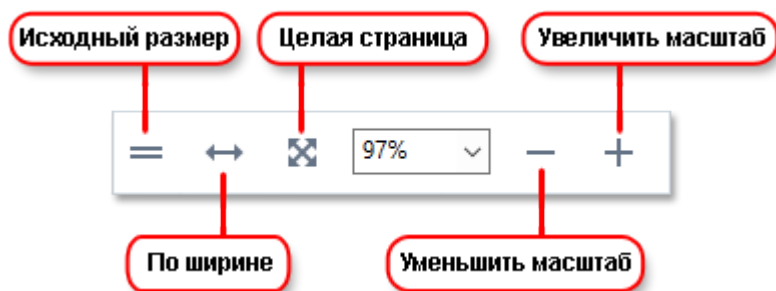 Исходный размер
Целая страница
Увеличить масштаб
97%
По ширине
Уменьшить масштаб